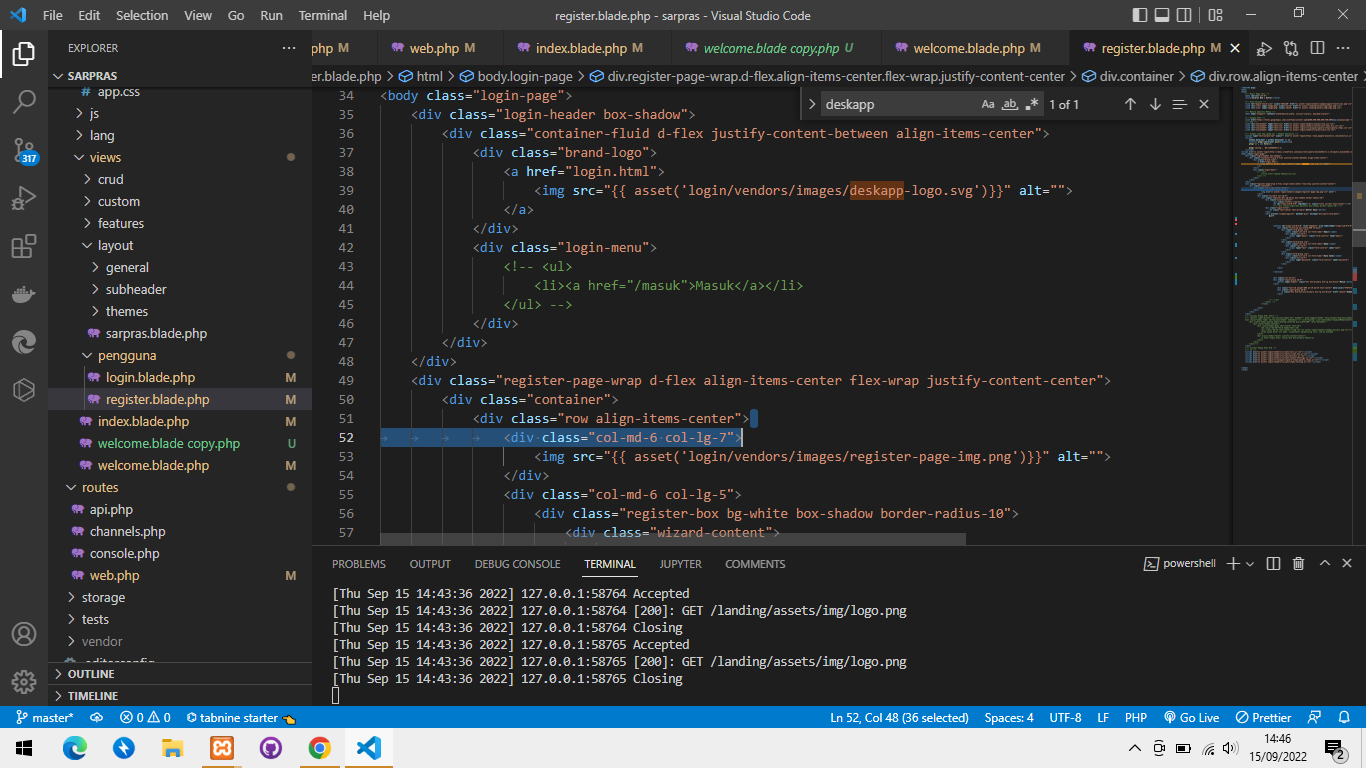 File Edit Selection View Go Run Terminal Help
register.blade.php - sarpras - Visual Studio Code
EXPLORER
SARPRAS
app.css
js
lang
views
crud
custom
features
layout
general
subheader
themes
sarpras.blade.php
pengguna
login.blade.php M
register.blade.php M
index.blade.php M
welcome.blade copy.php U
welcome.blade.php M
routes
api.php
channels.php
console.php
web.php M
storage
tests
vendor
.editorconfig
OUTLINE
TIMELINE
317
php M
web.php M
index.blade.php M
welcome.blade copy.php U
welcome.blade.php M
register.blade.php M
er.blade.php > html > body.login-page > div.register-page-wrap.d-flex.align-items-center.flex-wrap.justify-content-center > div.container > div.row.align-items-center >
deskapp Aa ab 1 of 1
34 <body class="login-page">
35 <div class="login-header box-shadow">
36 <div class="container-fluid d-flex justify-content-between align-items-center">
37 <div class="brand-logo">
38 <a href="login.html">
39 <img src="{{ asset('login/vendors/images/deskapp-logo.svg')}}" alt="">
40 </a>
41 </div>
42 <div class="login-menu">
43 <!-- <ul>
44 <li><a href="/masuk">Masuk</a></li>
45 </ul> -->
46 </div>
47 </div>
48 </div>
49 <div class="register-page-wrap d-flex align-items-center flex-wrap justify-content-center">
50 <div class="container">
51 <div class="row align-items-center">
52 <div class="col-md-6 col-lg-7">
53 <img src="{{ asset('login/vendors/images/register-page-img.png')}}" alt="">
54 </div>
55 <div class="col-md-6 col-lg-5">
56 <div class="register-box bg-white box-shadow border-radius-10">
57 <div class="wizard-content">
PROBLEMS OUTPUT DEBUG CONSOLE TERMINAL JUPYTER COMMENTS
powershell
[Thu Sep 15 14:43:36 2022] 127.0.0.1:58764 Accepted
[Thu Sep 15 14:43:36 2022] 127.0.0.1:58764 [200]: GET /landing/assets/img/logo.png
[Thu Sep 15 14:43:36 2022] 127.0.0.1:58764 Closing
[Thu Sep 15 14:43:36 2022] 127.0.0.1:58765 Accepted
[Thu Sep 15 14:43:36 2022] 127.0.0.1:58765 [200]: GET /landing/assets/img/logo.png
[Thu Sep 15 14:43:36 2022] 127.0.0.1:58765 Closing
master* 0 0 tabnine starter
Ln 52, Col 48 (36 selected) Spaces: 4 UTF-8 LF PHP Go Live Prettier
14:46
15/09/2022
2